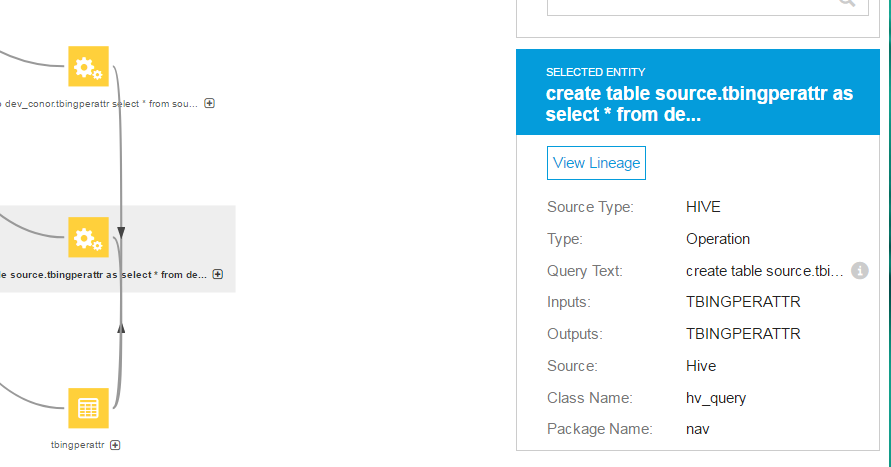 dev_conor.tbingperattr select * from sou...
source.tbingperattr as select * from de...
tbingperattr
SELECTED ENTITY
create table source.tbingperattr as
select * from de...
View Lineage
Source Type: HIVE
Type: Operation
Query Text: create table source.tbi...
Inputs: TBINGPERATTR
Outputs: TBINGPERATTR
Source: Hive
Class Name: hv_query
Package Name: nav